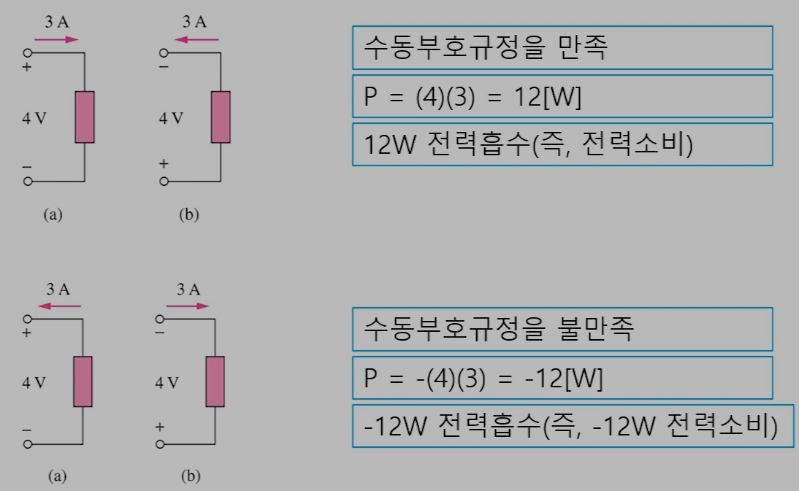 3 A
3 A
+
−
4 V
4 V
−
+
(a)
(b)
수동부호규정을 만족
P = (4)(3) = 12[W]
12W 전력흡수(즉, 전력소비)
3 A
3 A
+
−
4 V
4 V
−
+
(a)
(b)
수동부호규정을 불만족
P = -(4)(3) = -12[W]
-12W 전력흡수(즉, -12W 전력소비)